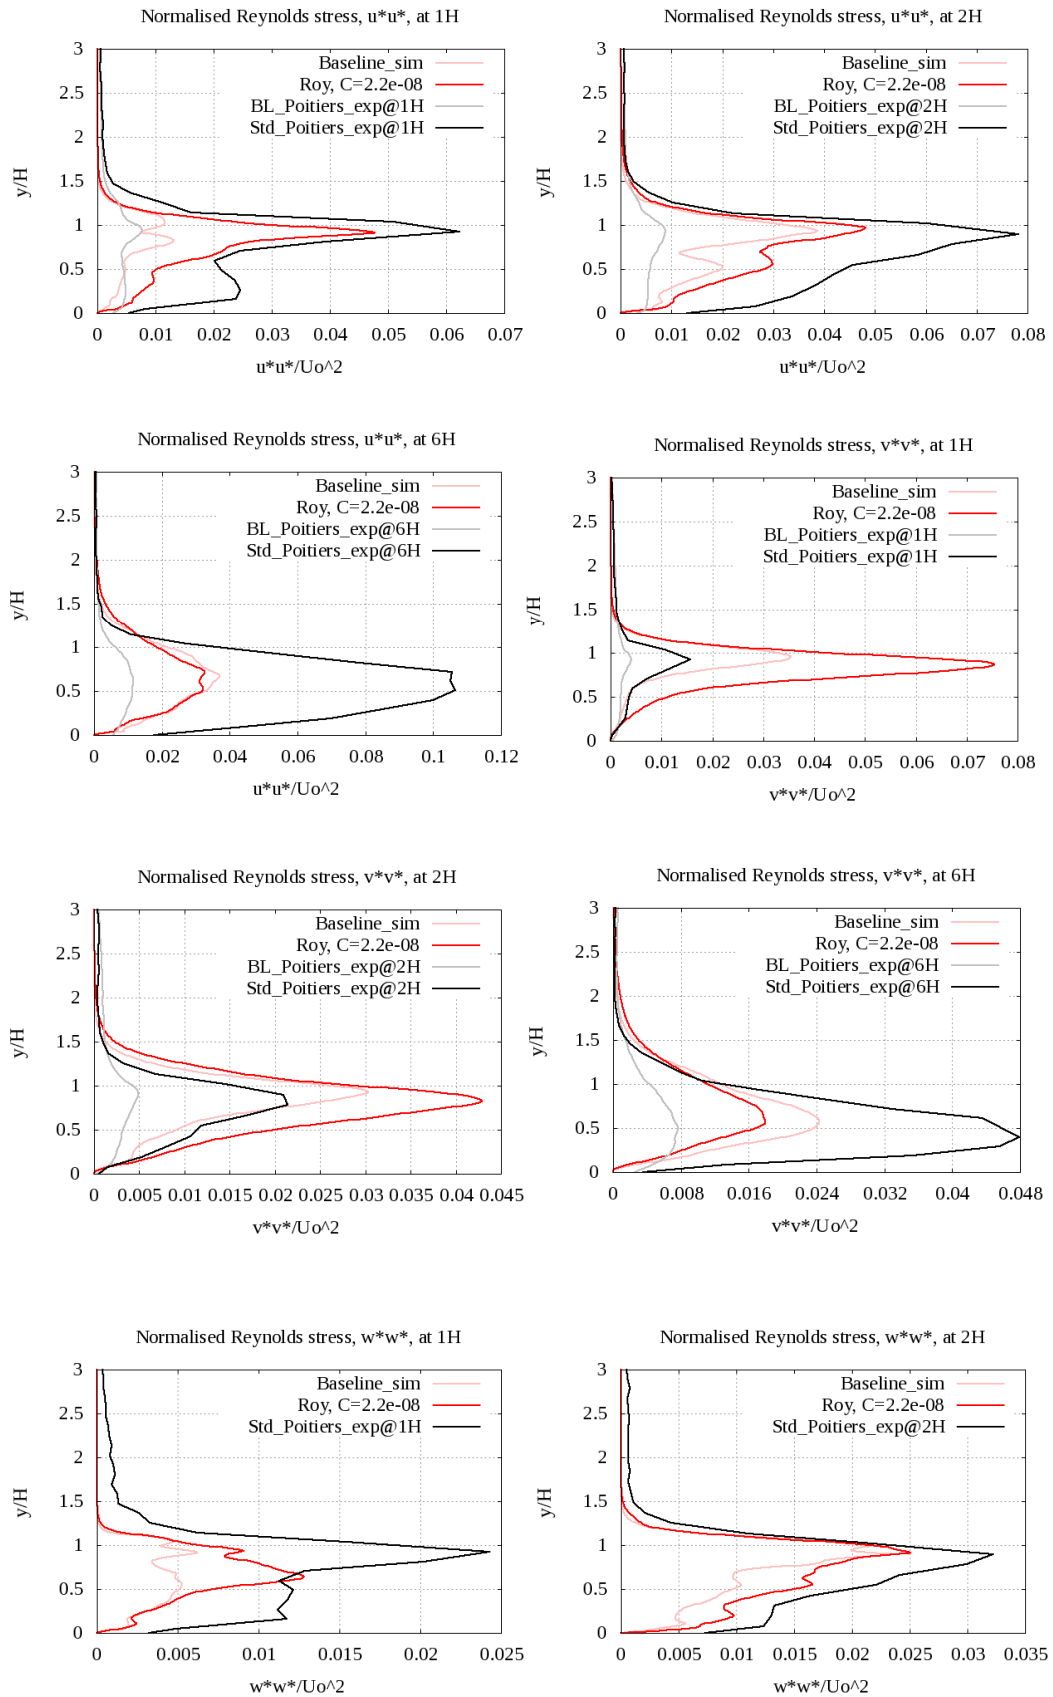 Normalised Reynolds stress, u*u*, at 1H
3
2.5
2
1.5
1
0.5
0
y/H
Baseline_sim
Roy, C=2.2e-08
BL_Poitiers_exp@1H
Std_Poitiers_exp@1H
0 0.01 0.02 0.03 0.04 0.05 0.06 0.07
u*u*/Uo^2
Normalised Reynolds stress, u*u*, at 2H
3
2.5
2
1.5
1
0.5
0
y/H
Baseline_sim
Roy, C=2.2e-08
BL_Poitiers_exp@2H
Std_Poitiers_exp@2H
0 0.01 0.02 0.03 0.04 0.05 0.06 0.07 0.08
u*u*/Uo^2
Normalised Reynolds stress, u*u*, at 6H
3
2.5
2
1.5
1
0.5
0
y/H
Baseline_sim
Roy, C=2.2e-08
BL_Poitiers_exp@6H
Std_Poitiers_exp@6H
0 0.02 0.04 0.06 0.08 0.1 0.12
u*u*/Uo^2
Normalised Reynolds stress, v*v*, at 1H
3
2.5
2
1.5
1
0.5
0
y/H
Baseline_sim
Roy, C=2.2e-08
BL_Poitiers_exp@1H
Std_Poitiers_exp@1H
0 0.01 0.02 0.03 0.04 0.05 0.06 0.07 0.08
v*v*/Uo^2
Normalised Reynolds stress, v*v*, at 2H
3
2.5
2
1.5
1
0.5
0
y/H
Baseline_sim
Roy, C=2.2e-08
BL_Poitiers_exp@2H
Std_Poitiers_exp@2H
0 0.005 0.01 0.015 0.02 0.025 0.03 0.035 0.04 0.045
v*v*/Uo^2
Normalised Reynolds stress, v*v*, at 6H
3
2.5
2
1.5
1
0.5
0
y/H
Baseline_sim
Roy, C=2.2e-08
BL_Poitiers_exp@6H
Std_Poitiers_exp@6H
0 0.008 0.016 0.024 0.032 0.04 0.048
v*v*/Uo^2
Normalised Reynolds stress, w*w*, at 1H
3
2.5
2
1.5
1
0.5
0
y/H
Baseline_sim
Roy, C=2.2e-08
Std_Poitiers_exp@1H
0 0.005 0.01 0.015 0.02 0.025
w*w*/Uo^2
Normalised Reynolds stress, w*w*, at 2H
3
2.5
2
1.5
1
0.5
0
y/H
Baseline_sim
Roy, C=2.2e-08
Std_Poitiers_exp@2H
0 0.005 0.01 0.015 0.02 0.025 0.03 0.035
w*w*/Uo^2